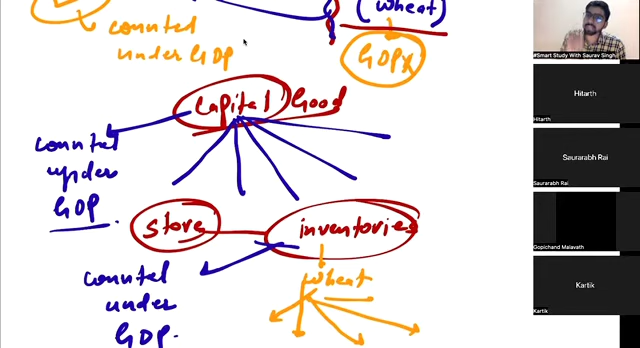 (wheat)
counted
under GDP
GDPX
Capital Good
counted
under
GDP.
store
inventories
wheat
counted
under
GDP.
#Smart Study With Saurav Singh
Hitarth
Hitarth
Saurarabh Rai
Saurarabh Rai
Gopichand Malavath
Kartik
Kartik